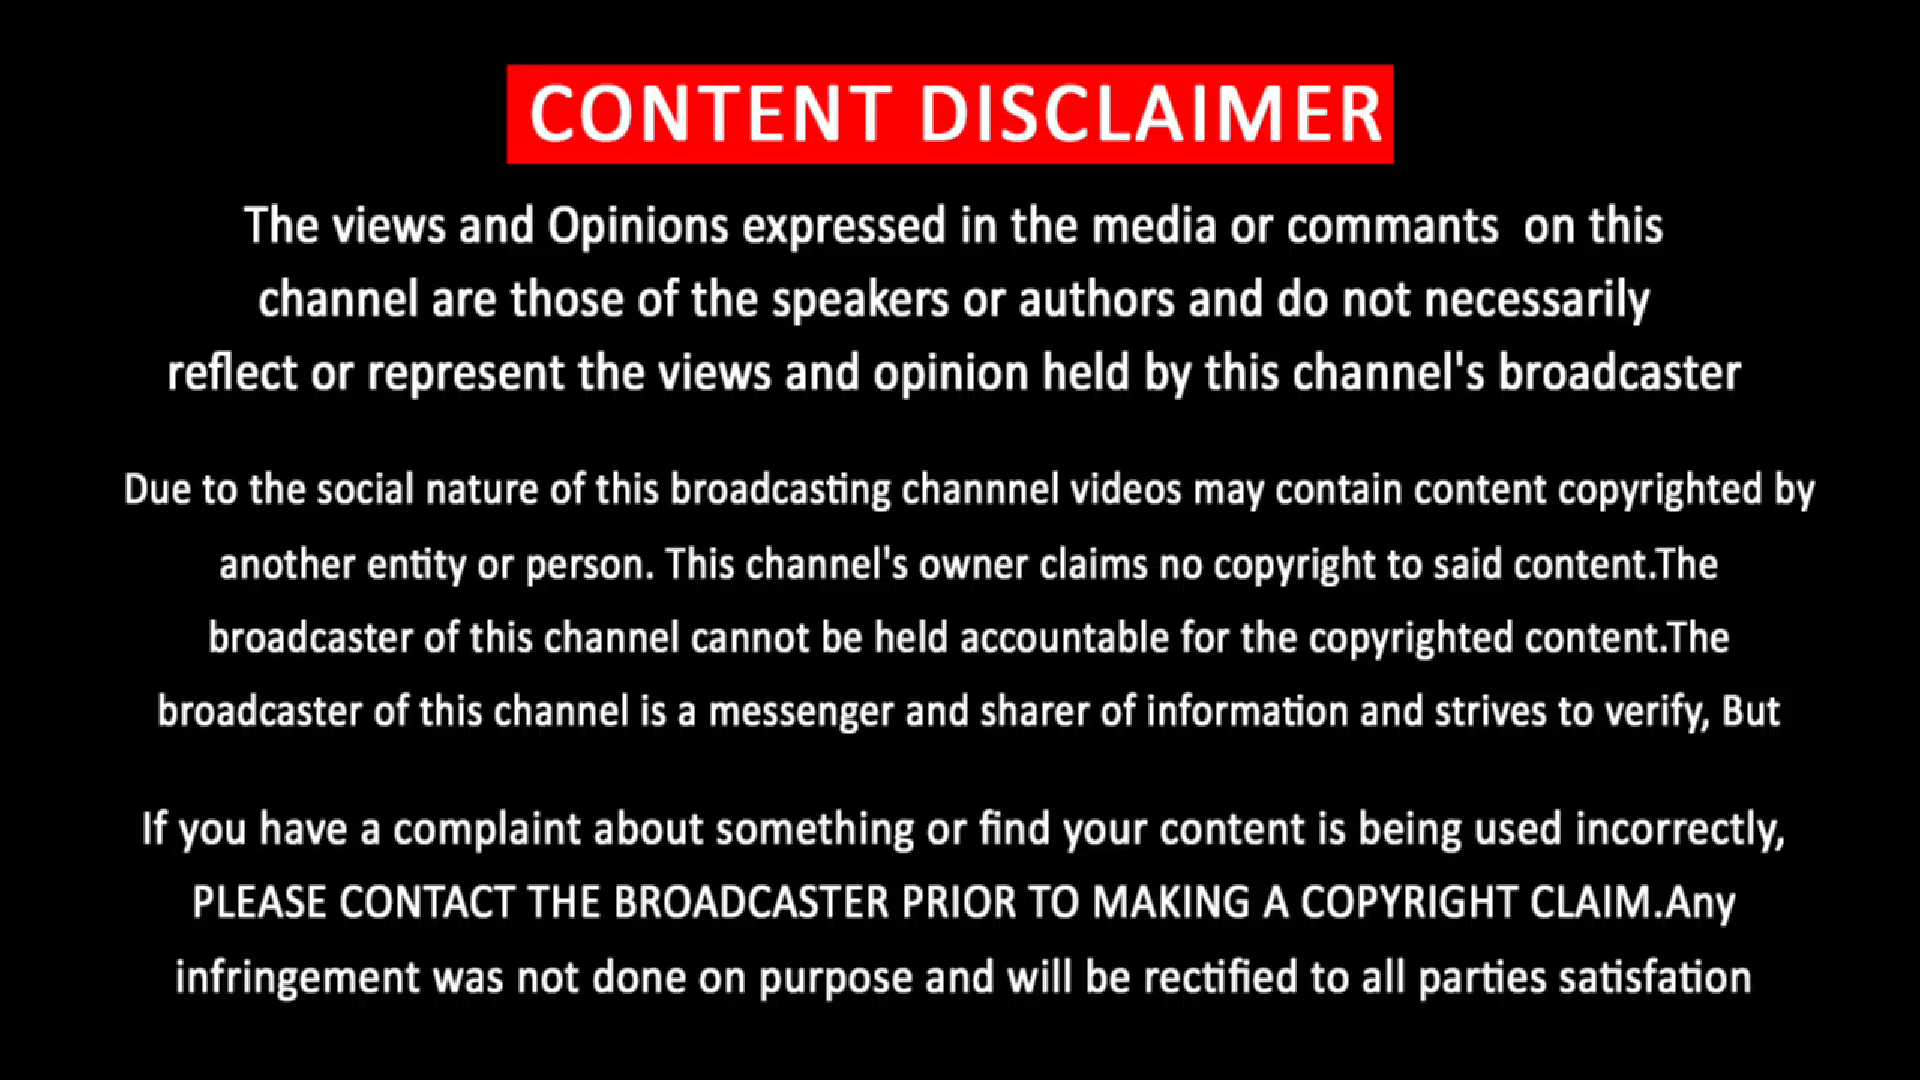 CONTENT DISCLAIMER
The views and Opinions expressed in the media or commants on this
channel are those of the speakers or authors and do not necessarily
reflect or represent the views and opinion held by this channel's broadcaster
Due to the social nature of this broadcasting channnel videos may contain content copyrighted by
another entity or person. This channel's owner claims no copyright to said content.The
broadcaster of this channel cannot be held accountable for the copyrighted content.The
broadcaster of this channel is a messenger and sharer of information and strives to verify, But
If you have a complaint about something or find your content is being used incorrectly,
PLEASE CONTACT THE BROADCASTER PRIOR TO MAKING A COPYRIGHT CLAIM.Any
infringement was not done on purpose and will be rectified to all parties satisfation